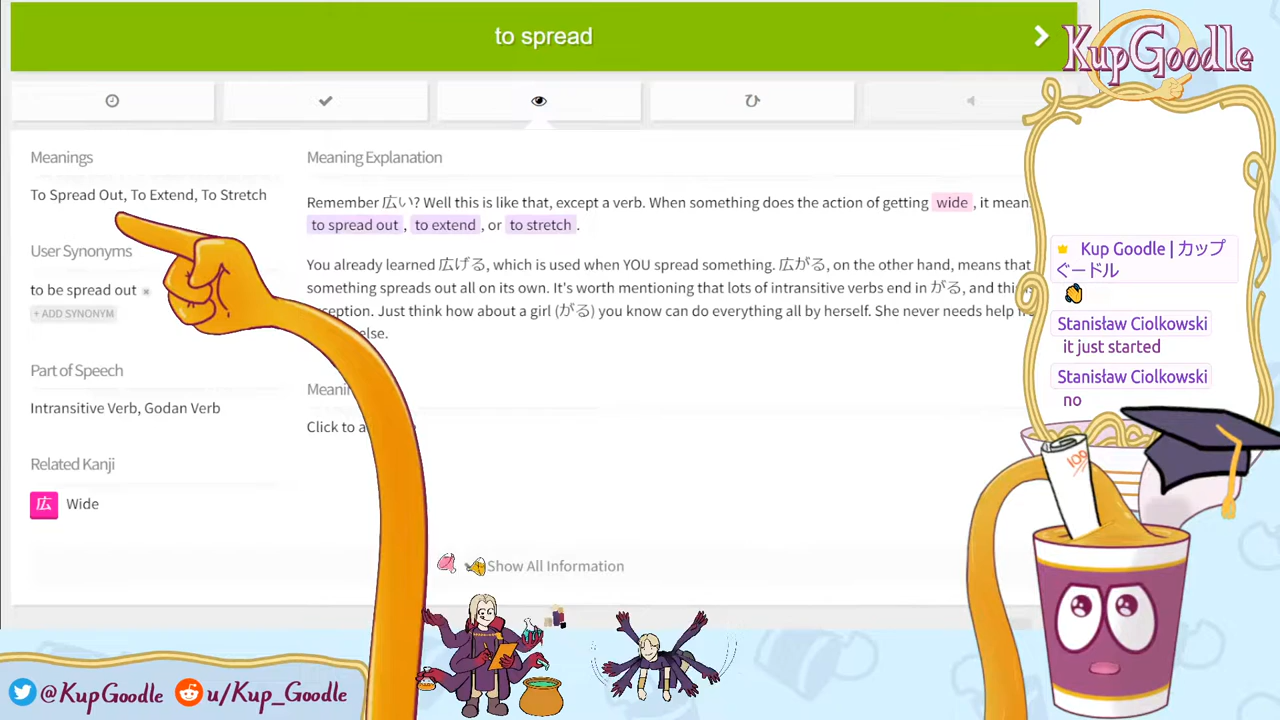 to spread
ひ
Meanings
To Spread Out, To Extend, To Stretch
User Synonyms
to be spread out
+ ADD SYNONYM
Part of Speech
Intransitive Verb, Godan Verb
Related Kanji
広 Wide
Meaning Explanation
Remember 広い? Well this is like that, except a verb. When something does the action of getting wide, it mean
to spread out, to extend, or to stretch.
You already learned 広げる, which is used when YOU spread something. 広がる, on the other hand, means that
something spreads out all on its own. It's worth mentioning that lots of intransitive verbs end in がる, and
ception. Just think how about a girl (がる) you know can do everything all by herself. She never needs help
else.
Click to
Show All Information
KupGoodle
Kup Goodle | カップ
ぐードル
Stanisław Ciolkowski
it just started
Stanisław Ciolkowski
no
100
@KupGoodle
u/Kup_Goodle